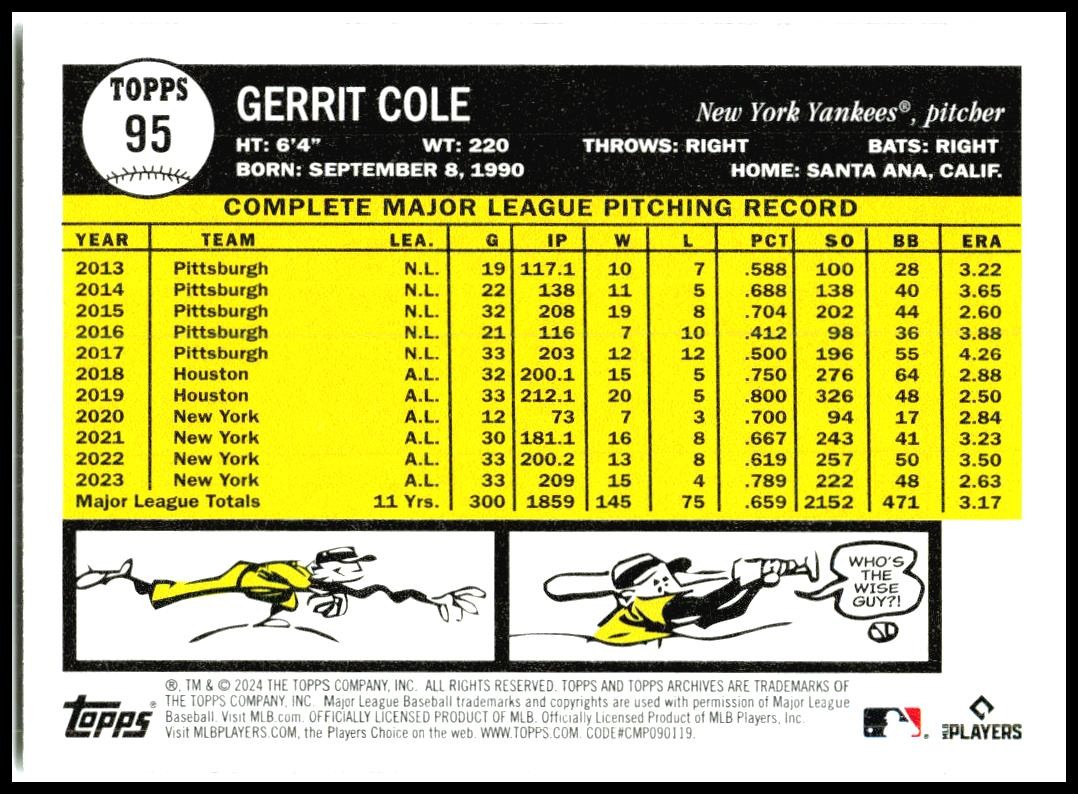 TOPPS
95
GERRIT COLE
New York Yankees®, pitcher
HT: 6'4" WT: 220 THROWS: RIGHT BATS: RIGHT
BORN: SEPTEMBER 8, 1990 HOME: SANTA ANA, CALIF.
COMPLETE MAJOR LEAGUE PITCHING RECORD
YEAR TEAM LEA. G IP W L PCT SO BB ERA
2013 Pittsburgh N.L. 19 117.1 10 7 .588 100 28 3.22
2014 Pittsburgh N.L. 22 138 11 5 .688 138 40 3.65
2015 Pittsburgh N.L. 32 208 19 8 .704 202 44 2.60
2016 Pittsburgh N.L. 21 116 7 10 .412 98 36 3.88
2017 Pittsburgh N.L. 33 203 12 12 .500 196 55 4.26
2018 Houston A.L. 32 200.1 15 5 .750 276 64 2.88
2019 Houston A.L. 33 212.1 20 5 .800 326 48 2.50
2020 New York A.L. 12 73 7 3 .700 94 17 2.84
2021 New York A.L. 30 181.1 16 8 .667 243 41 3.23
2022 New York A.L. 33 200.2 13 8 .619 257 50 3.50
2023 New York A.L. 33 209 15 4 .789 222 48 2.63
Major League Totals 11 Yrs. 300 1859 145 75 .659 2152 471 3.17
WHO'S
THE
WISE
GUY?!
®, TM & © 2024 THE TOPPS COMPANY, INC. ALL RIGHTS RESERVED. TOPPS AND TOPPS ARCHIVES ARE TRADEMARKS OF
THE TOPPS COMPANY, INC. Major League Baseball trademarks and copyrights are used with permission of Major League
Baseball. Visit MLB.com. OFFICIALLY LICENSED PRODUCT OF MLB. Officially Licensed Product of MLB Players, Inc.
Visit MLBPLAYERS.COM, the Players Choice on the web. WWW.TOPPS.COM. CODE#CMP090119.
topps®
MLB PLAYERS